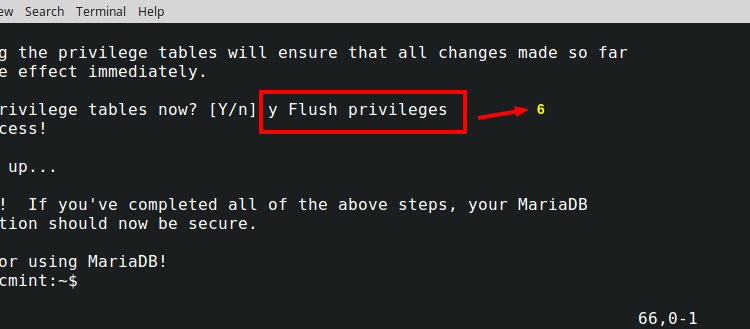 ew Search Terminal Help
g the privilege tables will ensure that all changes made so far
e effect immediately.
rivilege tables now? [Y/n] y Flush privileges 6
cess!
up...
! If you've completed all of the above steps, your MariaDB
tion should now be secure.
or using MariaDB!
cmint:~$
66,0-1